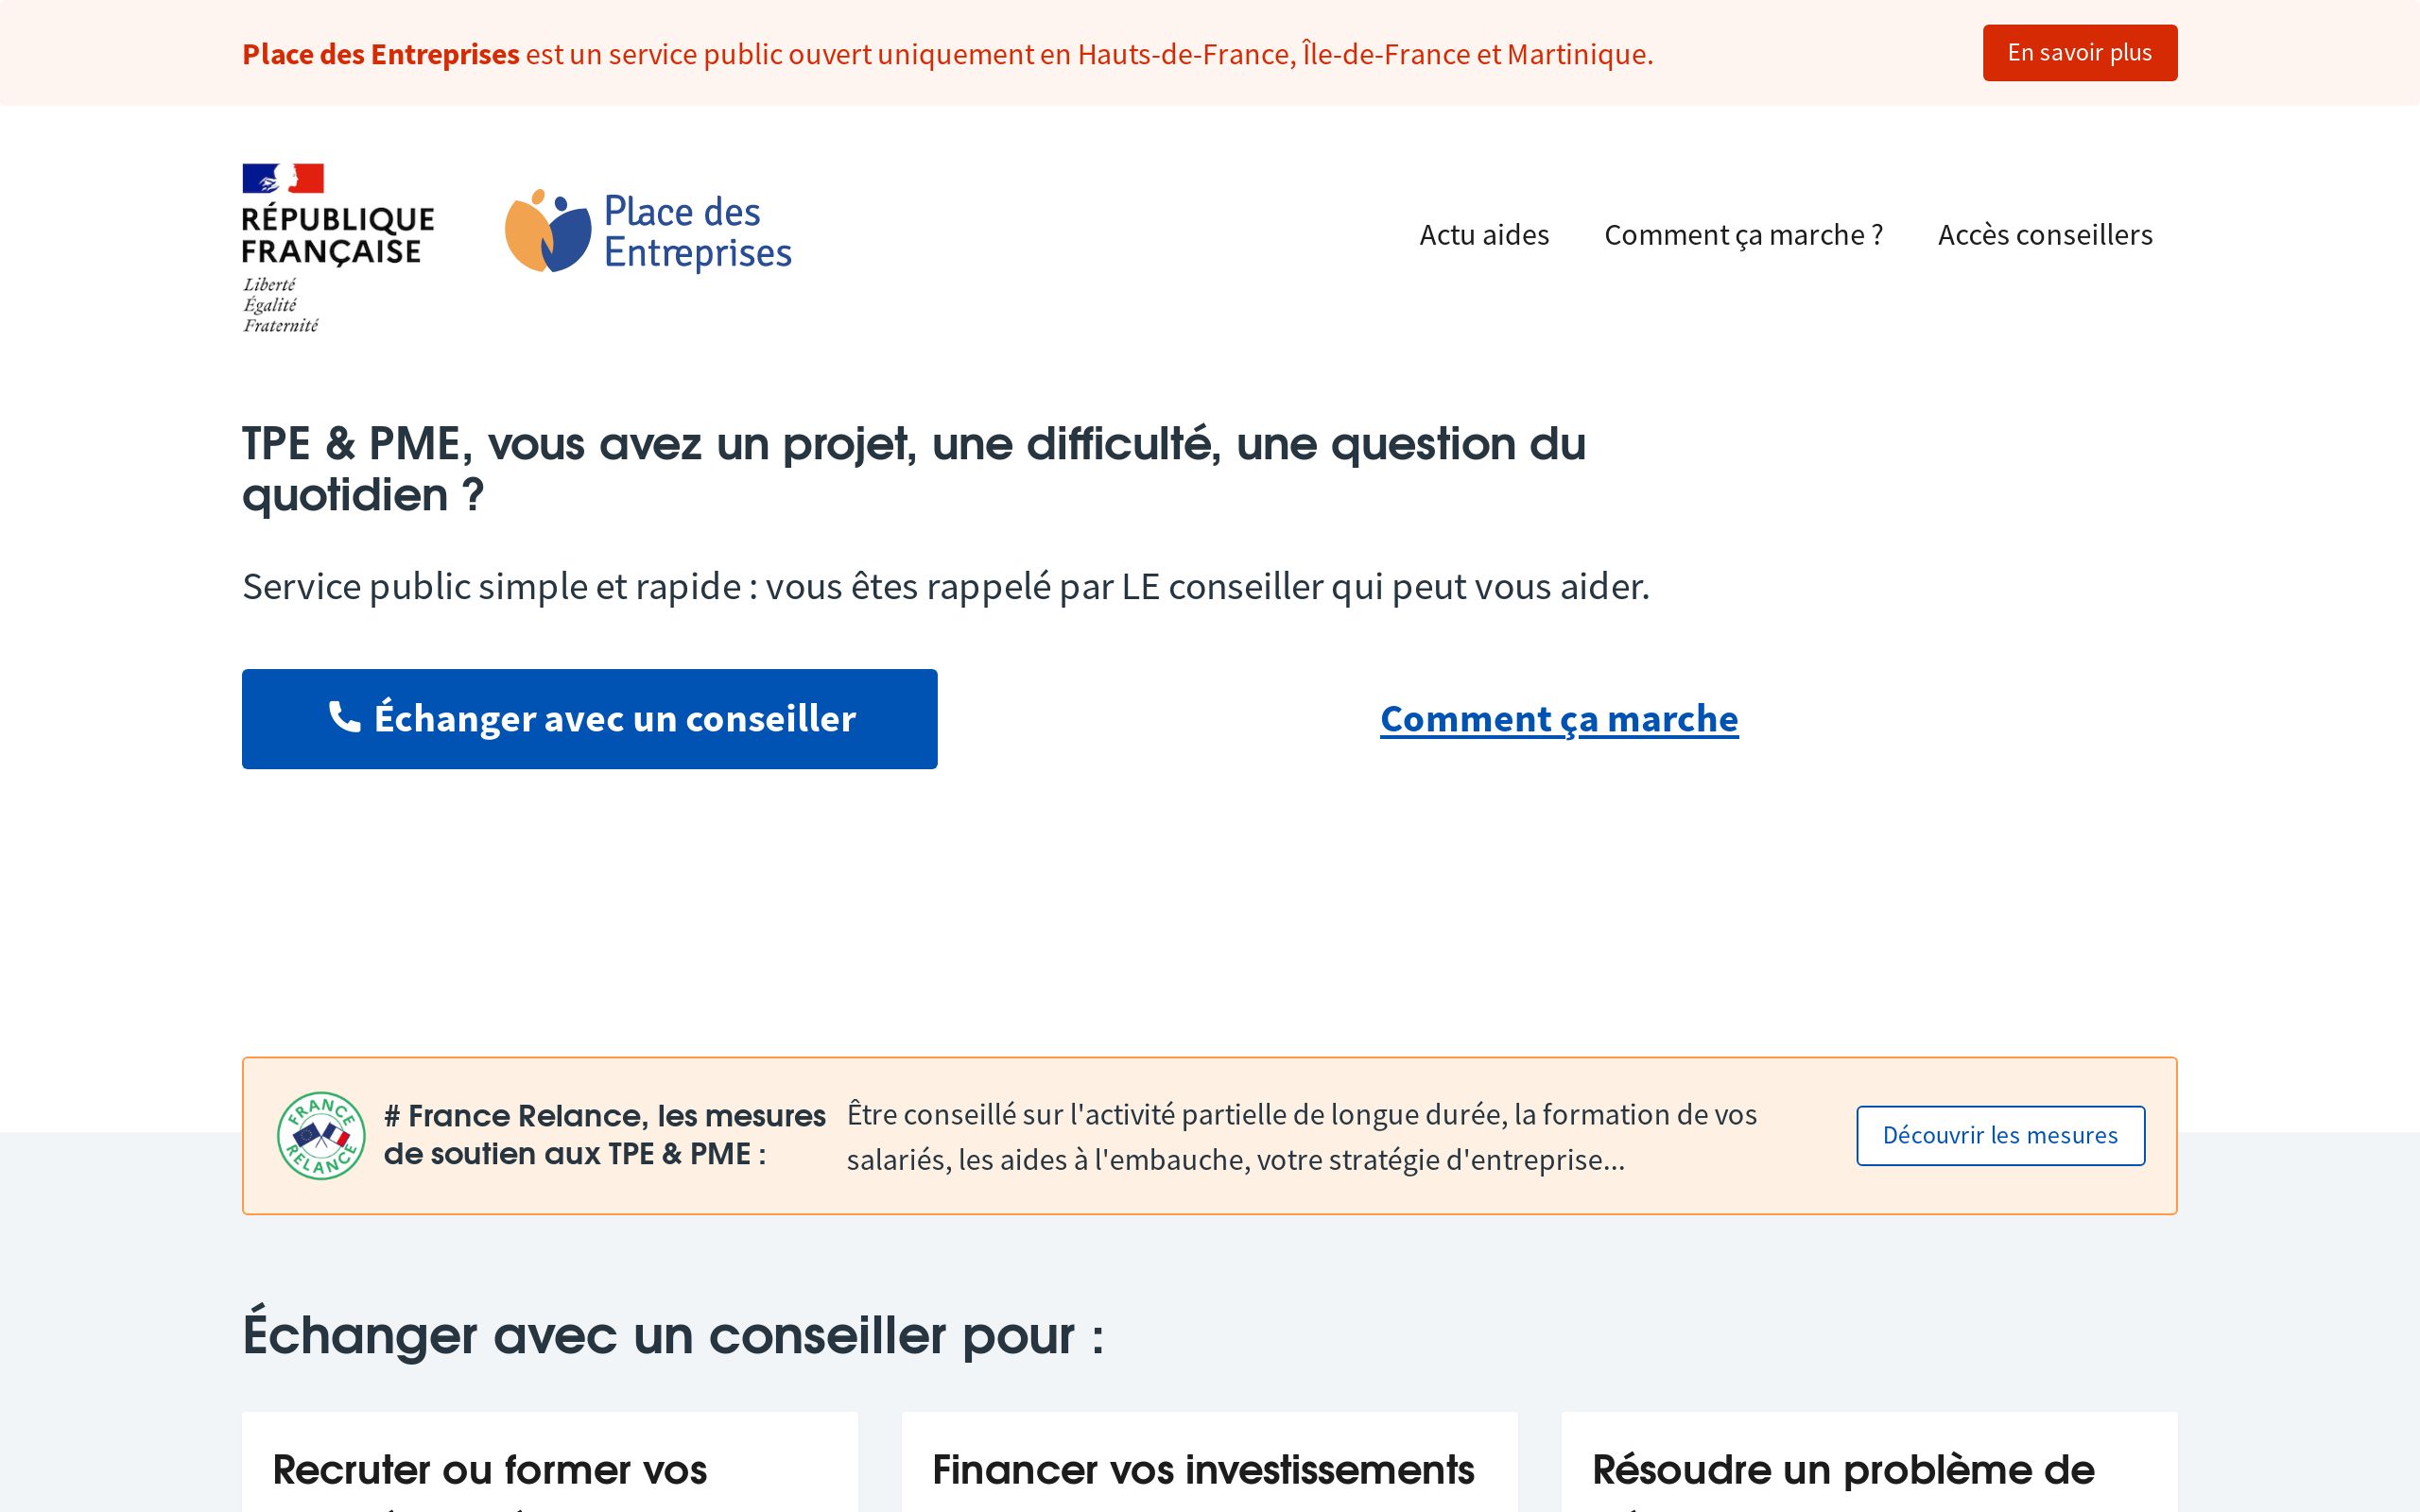 Place des Entreprises est un service public ouvert uniquement en Hauts-de-France, Île-de-France et Martinique.
En savoir plus
RÉPUBLIQUE
FRANÇAISE
Liberté
Égalité
Fraternité
Place des
Entreprises
Actu aides
Comment ça marche ?
Accès conseillers
TPE & PME, vous avez un projet, une difficulté, une question du
quotidien ?
Service public simple et rapide : vous êtes rappelé par LE conseiller qui peut vous aider.
Échanger avec un conseiller
Comment ça marche
FRANCE
RELANCE
# France Relance, les mesures
de soutien aux TPE & PME :
Être conseillé sur l'activité partielle de longue durée, la formation de vos
salariés, les aides à l'embauche, votre stratégie d'entreprise...
Découvrir les mesures
Échanger avec un conseiller pour :
Recruter ou former vos
Financer vos investissements
Résoudre un problème de